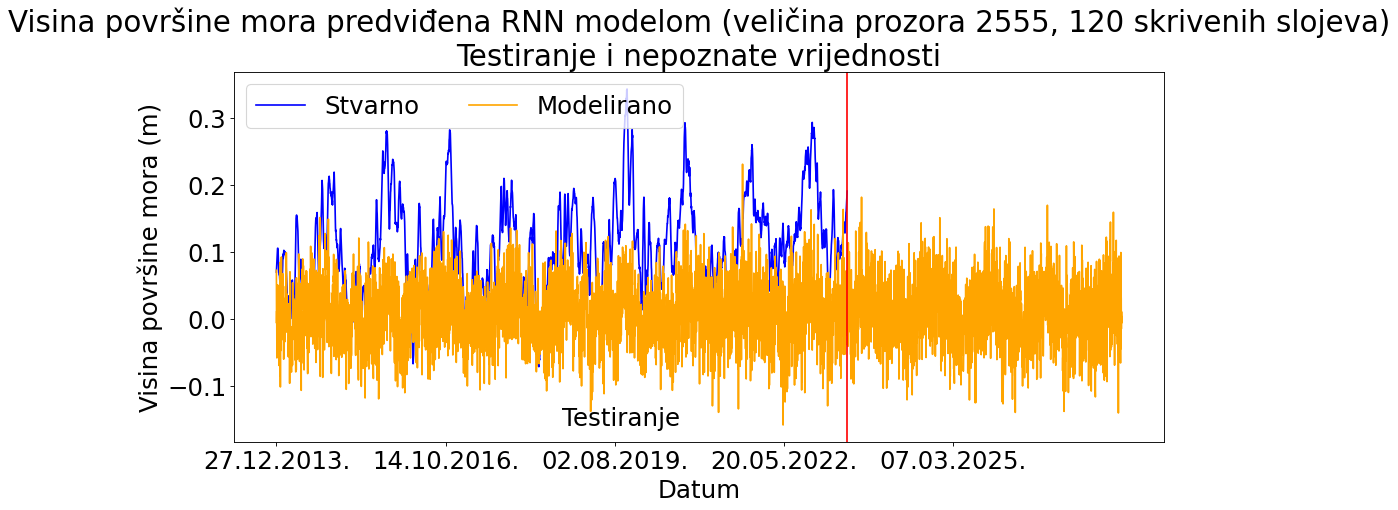 Visina površine mora predviđena RNN modelom (veličina prozora 2555, 120 skrivenih slojeva)
Testiranje i nepoznate vrijednosti
Stvarno Modelirano
Visina površine mora (m)
0.3
0.2
0.1
0.0
−0.1
Testiranje
27.12.2013. 14.10.2016. 02.08.2019. 20.05.2022. 07.03.2025.
Datum